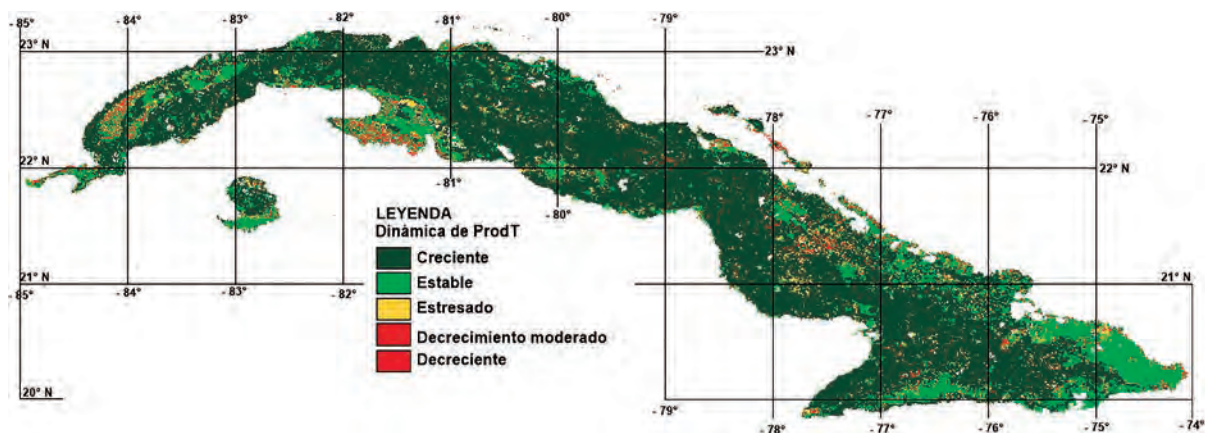 - 85° - 84° - 83° - 82° - 81° - 80° - 79°
23° N 23° N
- 78° - 77° - 76° - 75°
22° N 22° N
- 81°
- 80°
LEYENDA
Dinámica de ProdT
Creciente
Estable
Estresado
Decrecimiento moderado
Decreciente
21° N 21° N
- 85° - 84° - 83° - 82°
20° N 20° N
- 79° - 78° - 77° - 76° - 75° - 74°